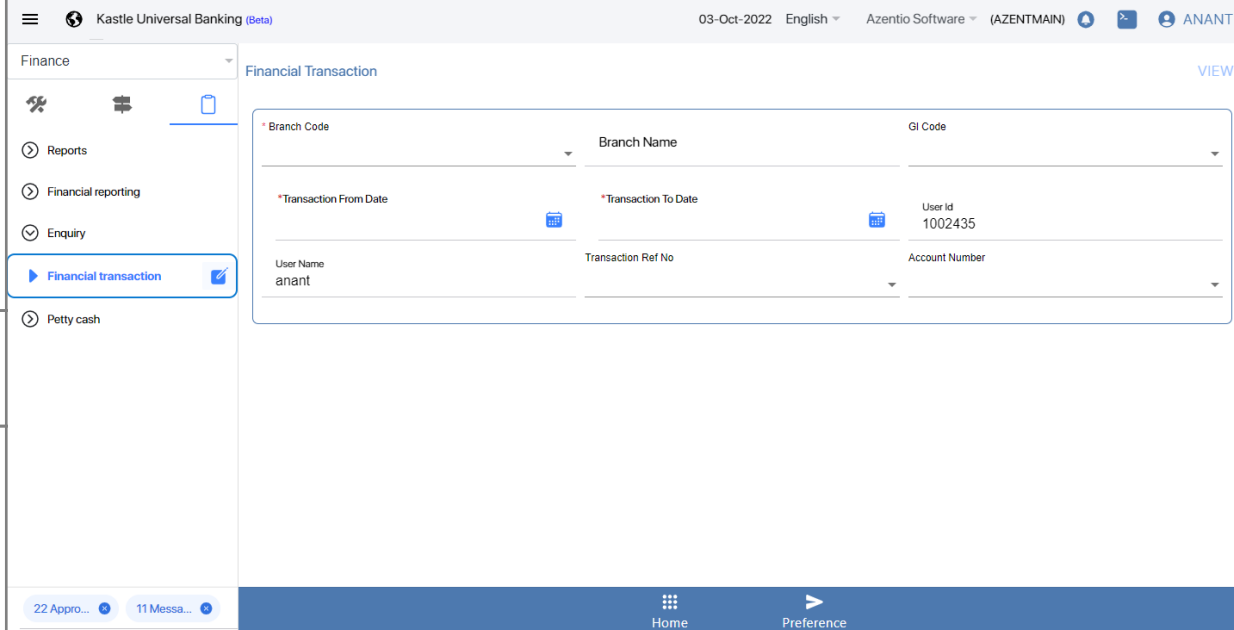 Kastle Universal Banking (Beta)
03-Oct-2022 English Azentio Software (AZENTMAIN) ANANT
Finance
Financial Transaction
VIEW
Reports
Financial reporting
Enquiry
Financial transaction
Petty cash
* Branch Code
Branch Name
Gl Code
*Transaction From Date
*Transaction To Date
User Id
1002435
User Name
anant
Transaction Ref No
Account Number
22 Appro...
11 Messa...
Home
Preference